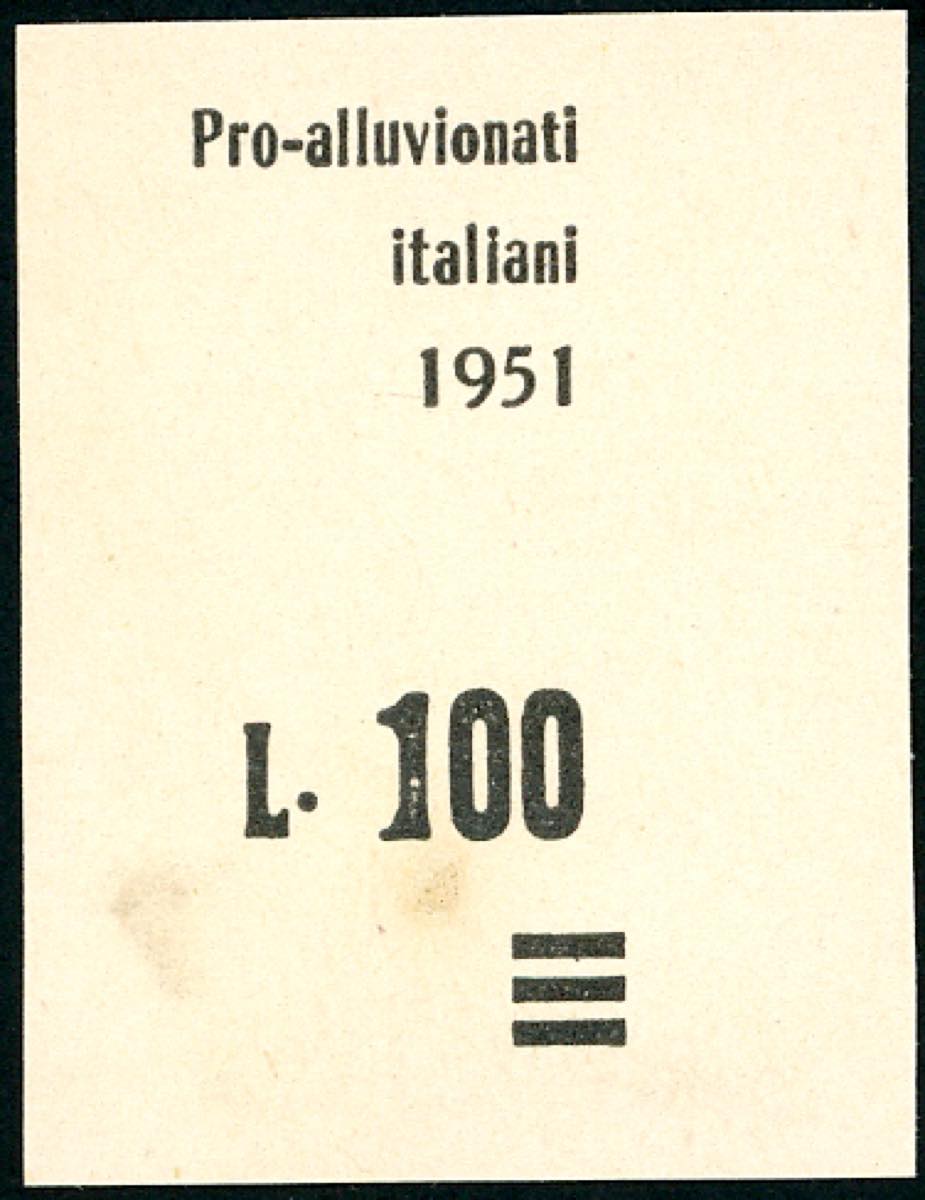 Pro-alluvionati
italiani
1951
L. 100